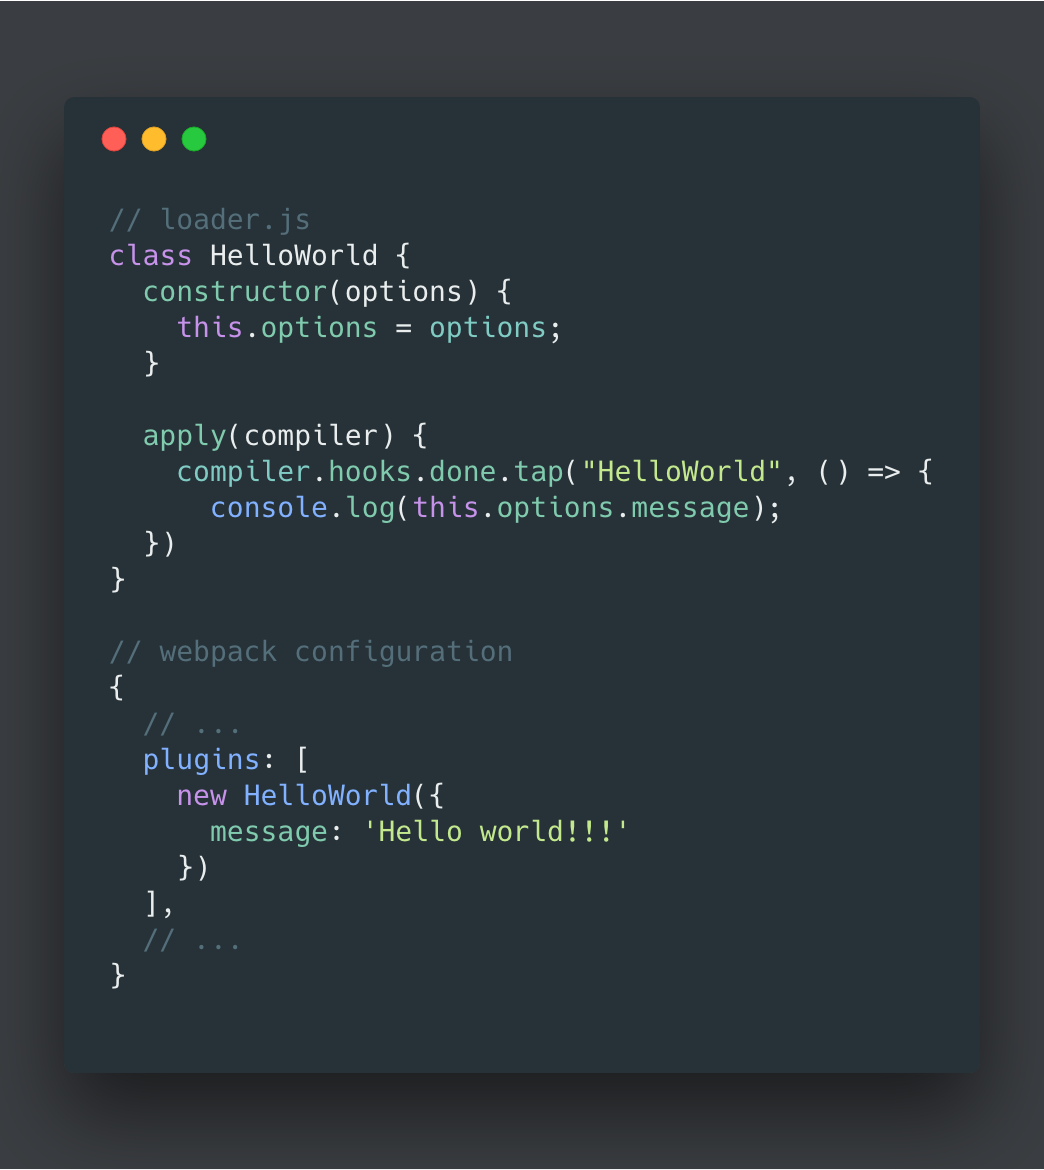 // loader.js
class HelloWorld {
  constructor(options) {
    this.options = options;
  }

  apply(compiler) {
    compiler.hooks.done.tap("HelloWorld", () => {
      console.log(this.options.message);
  })
}

// webpack configuration
{
  // ...
  plugins: [
    new HelloWorld({
      message: 'Hello world!!!'
    })
  ],
  // ...
}